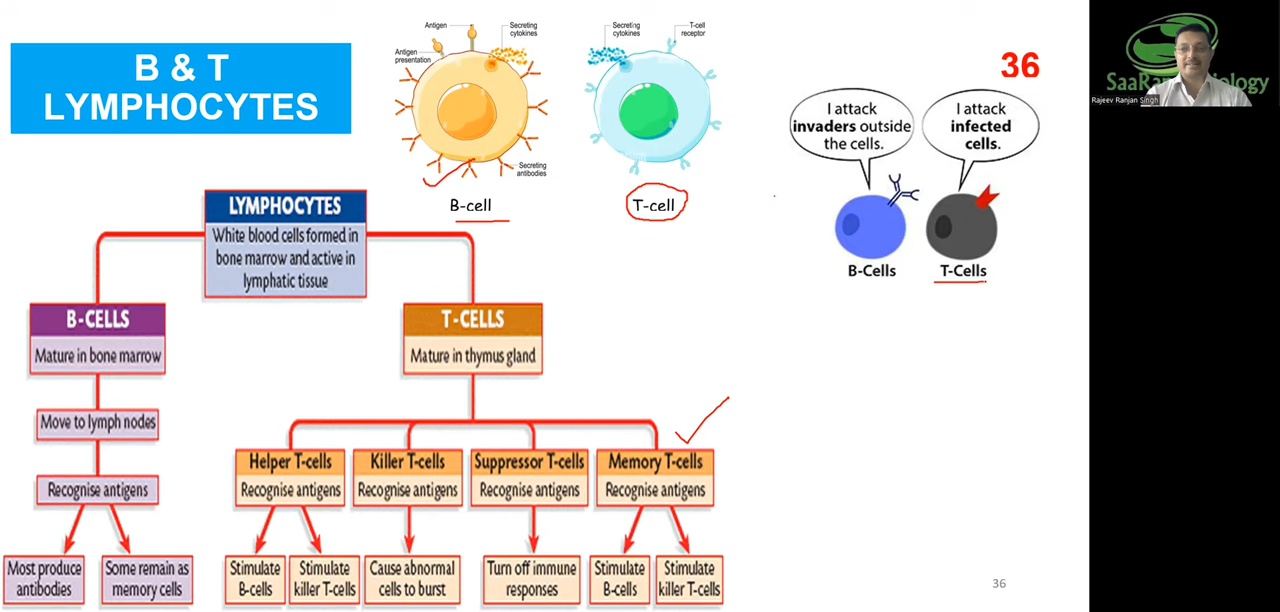 B & T
LYMPHOCYTES
Antigen
Secreting
cytokines
Antigen
presentation
Secreting
antibodies
B-cell
Secreting
cytokines
T-cell
receptor
T-cell
36
I attack
invaders outside
the cells.
I attack
infected
cells.
B-Cells
T-Cells
Rajeev Ranjan Singh
LYMPHOCYTES
White blood cells formed in
bone marrow and active in
lymphatic tissue
B-CELLS
Mature in bone marrow
Move to lymph nodes
Recognise antigens
Most produce
antibodies
Some remain as
memory cells
T-CELLS
Mature in thymus gland
Helper T-cells
Recognise antigens
Stimulate
B-cells
Stimulate
killer T-cells
Killer T-cells
Recognise antigens
Cause abnormal
cells to burst
Suppressor T-cells
Recognise antigens
Turn off immune
responses
Memory T-cells
Recognise antigens
Stimulate
B-cells
Stimulate
killer T-cells
36